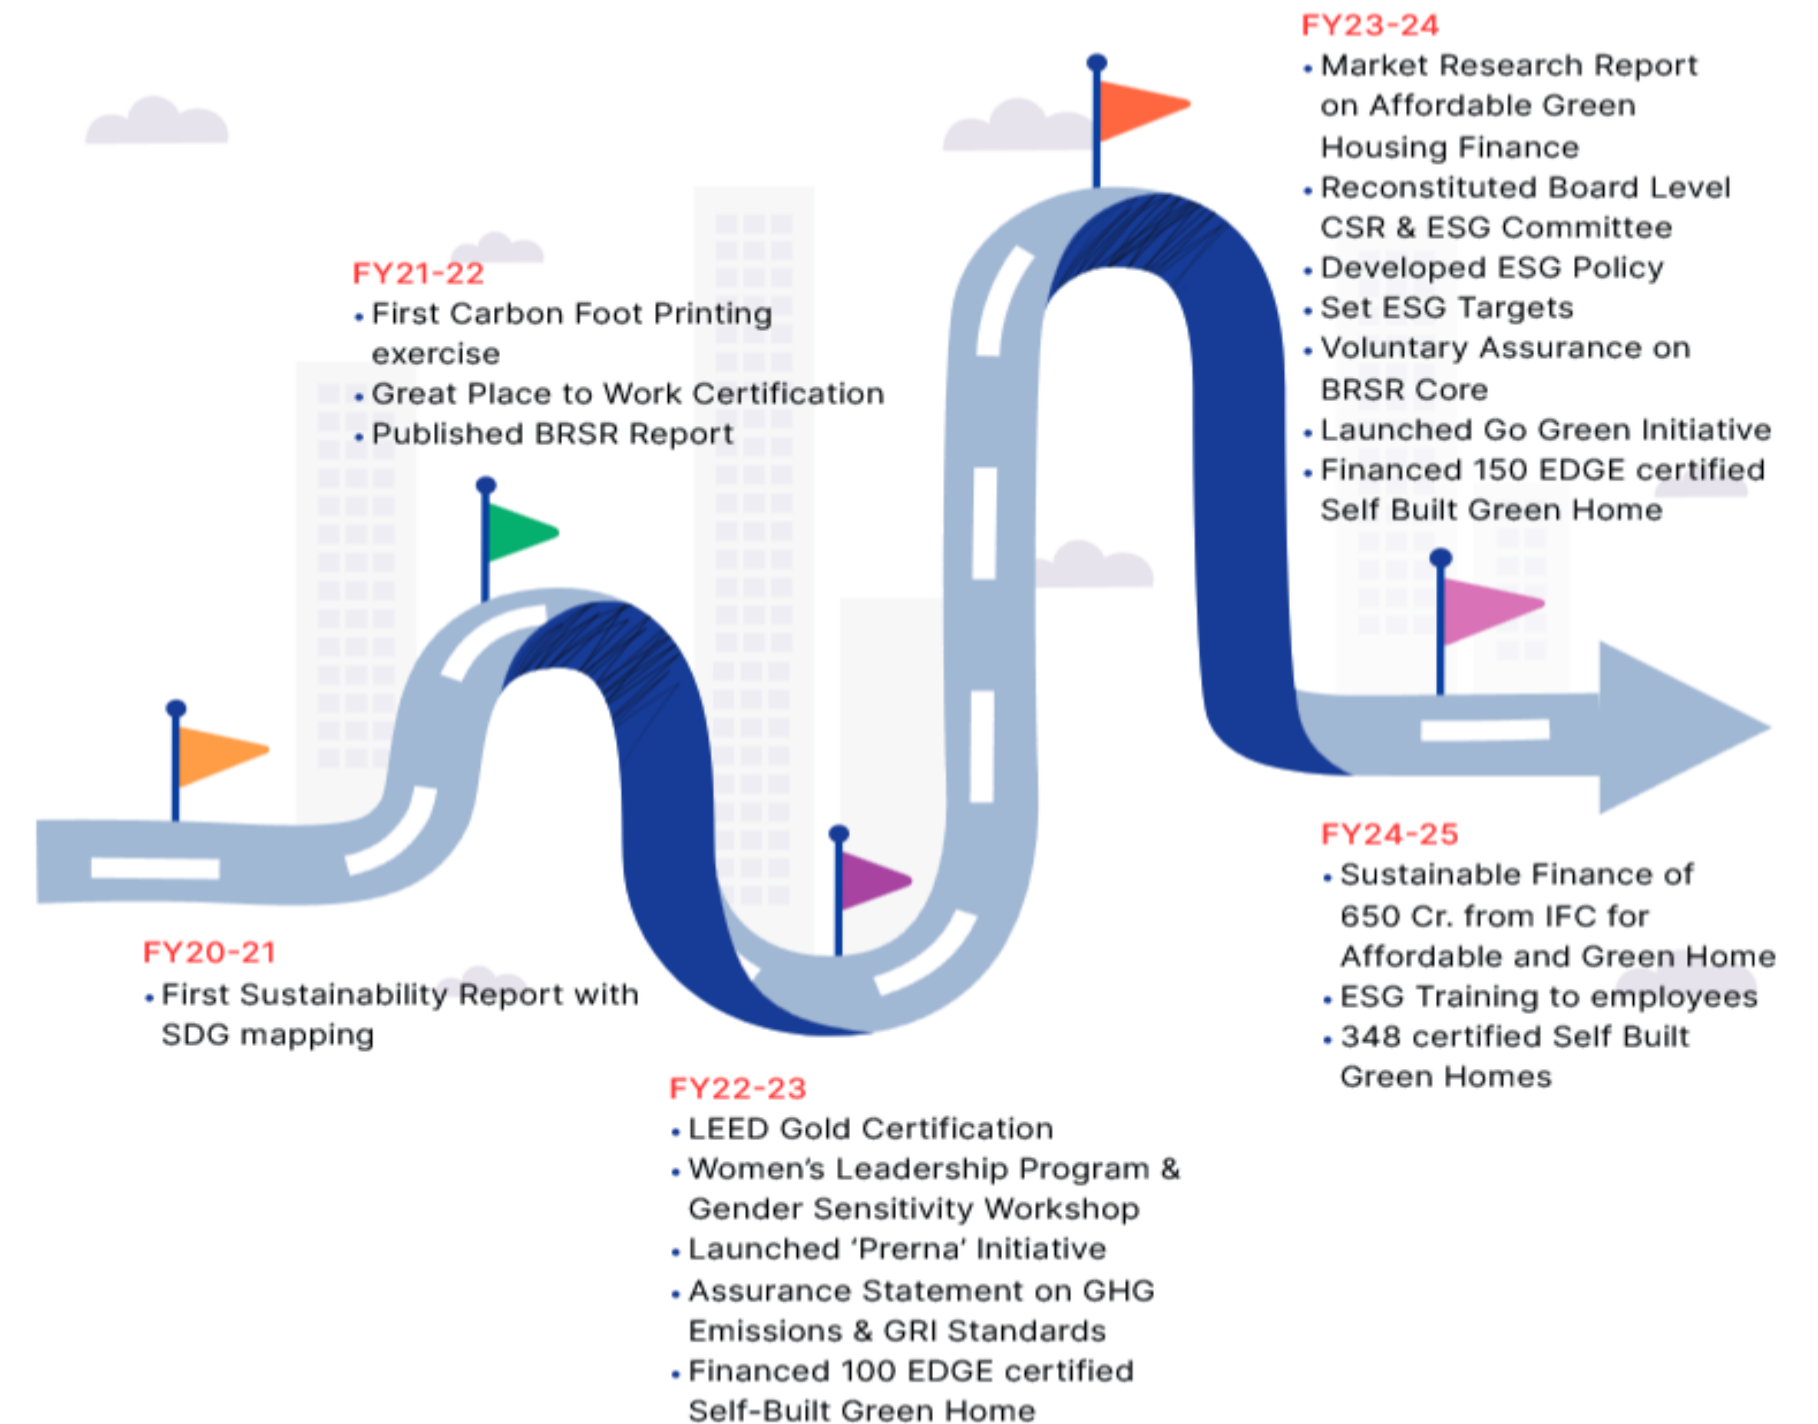 FY20-21
• First Sustainability Report with
SDG mapping
FY21-22
• First Carbon Foot Printing
exercise
• Great Place to Work Certification
• Published BRSR Report
FY22-23
• LEED Gold Certification
• Women’s Leadership Program &
Gender Sensitivity Workshop
• Launched ‘Prerna’ Initiative
• Assurance Statement on GHG
Emissions & GRI Standards
• Financed 100 EDGE certified
Self-Built Green Home
FY23-24
• Market Research Report
on Affordable Green
Housing Finance
• Reconstituted Board Level
CSR & ESG Committee
• Developed ESG Policy
• Set ESG Targets
• Voluntary Assurance on
BRSR Core
• Launched Go Green Initiative
• Financed 150 EDGE certified
Self Built Green Home
FY24-25
• Sustainable Finance of
650 Cr. from IFC for
Affordable and Green Home
• ESG Training to employees
• 348 certified Self Built
Green Homes